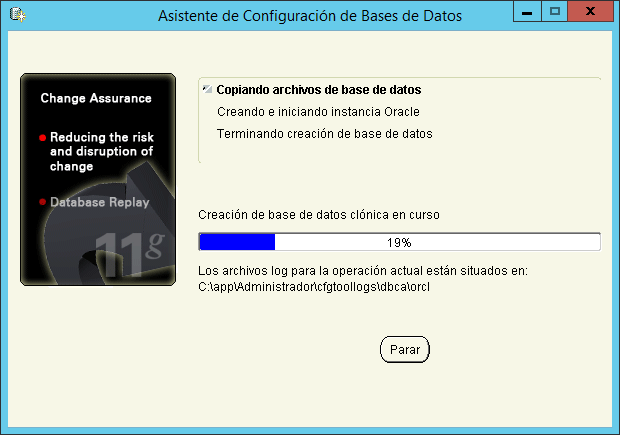 Asistente de Configuración de Bases de Datos
Change Assurance
Reducing the risk
and disruption of
change
Database Replay
11g
Copiando archivos de base de datos
Creando e iniciando instancia Oracle
Terminando creación de base de datos
Creación de base de datos clónica en curso
19%
Los archivos log para la operación actual están situados en:
C:\app\Administrador\cfgtoollogs\dbca\orcl
Parar